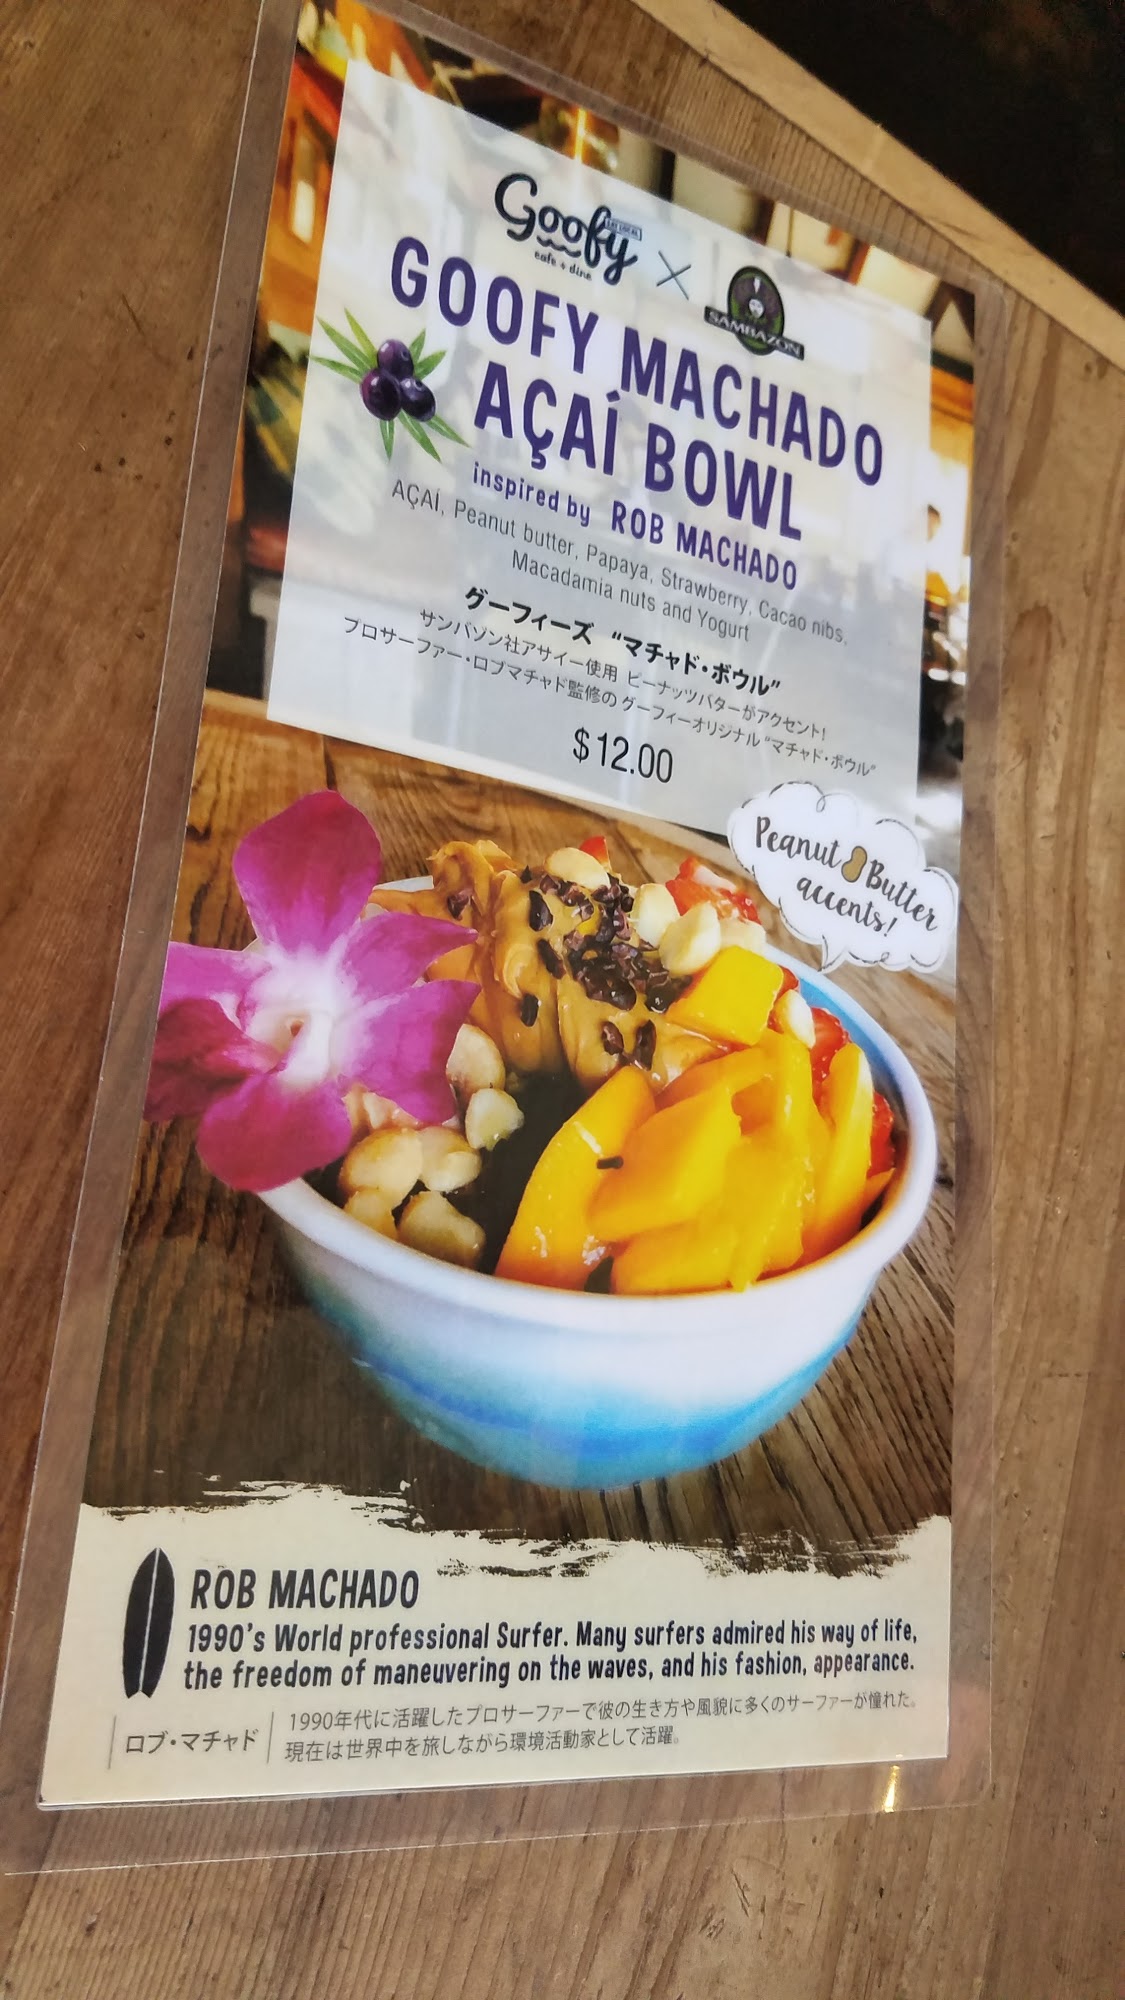 Goofy
EAT LOCAL
cafe + dine
×
SAMBAZON
GOOFY MACHADO
AÇAÍ BOWL
inspired by ROB MACHADO
AÇAÍ, Peanut butter, Papaya, Strawberry, Cacao nibs,
Macadamia nuts and Yogurt
グーフィーズ “マチャド・ボウル”
サンバゾン社アサイー使用 ピーナッツバターがアクセント!
プロサーファー・ロブマチャド監修の グーフィーオリジナル “マチャド・ボウル”
$12.00
Peanut Butter
accents!
ROB MACHADO
1990's World professional Surfer. Many surfers admired his way of life,
the freedom of maneuvering on the waves, and his fashion, appearance.
ロブ・マチャド
1990年代に活躍したプロサーファーで彼の生き方や風貌に多くのサーファーが憧れた。
現在は世界中を旅しながら環境活動家として活躍。